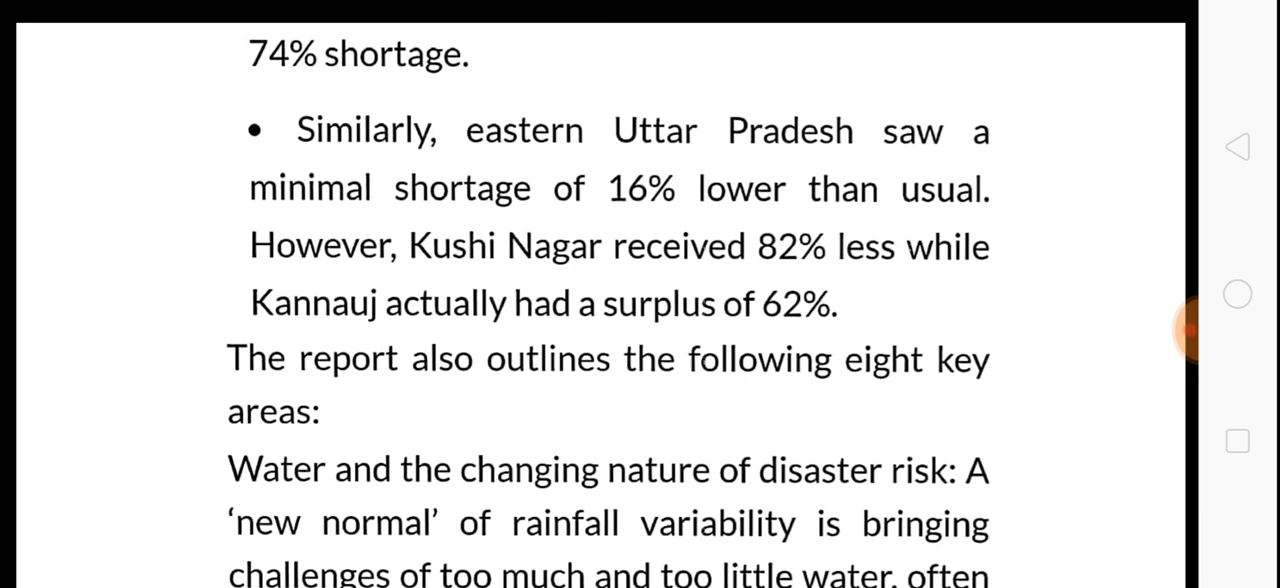 74% shortage.
• Similarly, eastern Uttar Pradesh saw a
minimal shortage of 16% lower than usual.
However, Kushi Nagar received 82% less while
Kannauj actually had a surplus of 62%.
The report also outlines the following eight key
areas:
Water and the changing nature of disaster risk: A
‘new normal’ of rainfall variability is bringing
challenges of too much and too little water, often